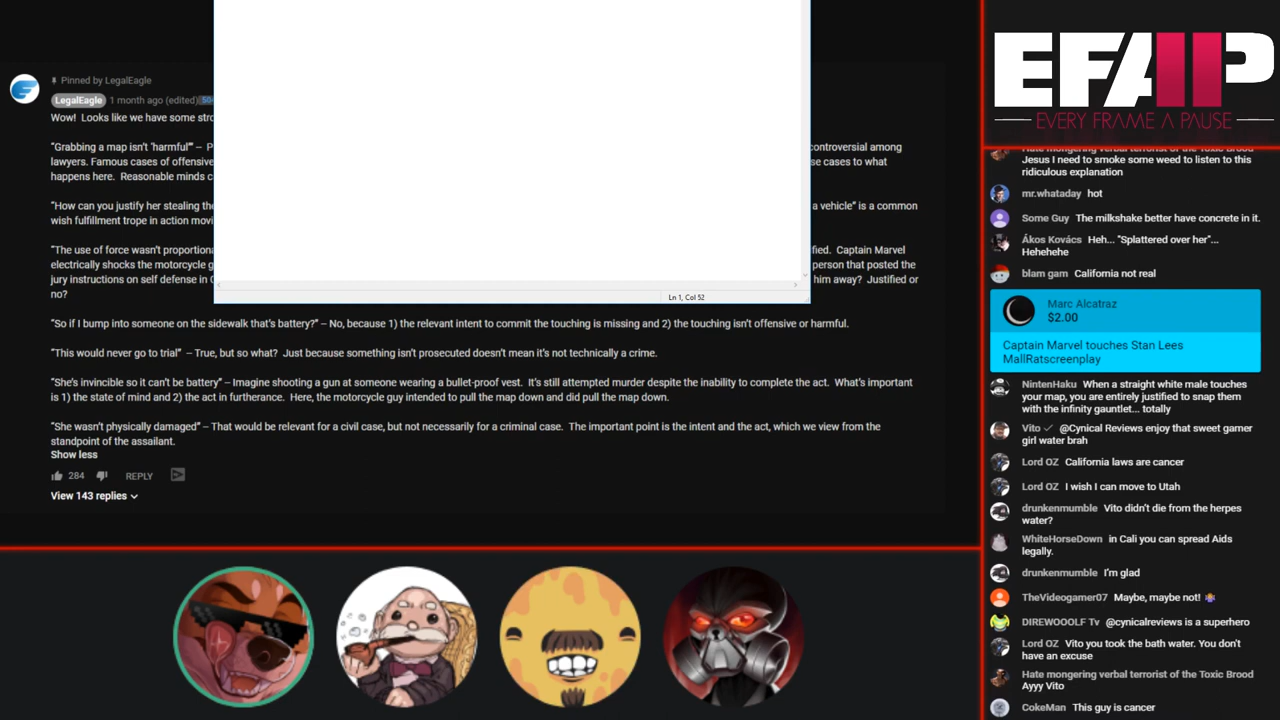 Pinned by LegalEagle
LegalEagle 1 month ago (edited) 50
Wow! Looks like we have some stro
"Grabbing a map isn't 'harmful'" – P
controversial among
lawyers. Famous cases of offensive
se cases to what
happens here. Reasonable minds c
"How can you justify her stealing the
a vehicle" is a common
wish fulfillment trope in action movi
"The use of force wasn't proportiona
fied. Captain Marvel
electrically shocks the motorcycle g
person that posted the
jury instructions on self defense in C
him away? Justified or
no?
Ln 1, Col 52
"So if I bump into someone on the sidewalk that's battery?" – No, because 1) the relevant intent to commit the touching is missing and 2) the touching isn't offensive or harmful.
"This would never go to trial" – True, but so what? Just because something isn't prosecuted doesn't mean it's not technically a crime.
"She's invincible so it can't be battery" – Imagine shooting a gun at someone wearing a bullet-proof vest. It's still attempted murder despite the inability to complete the act. What's important
is 1) the state of mind and 2) the act in furtherance. Here, the motorcycle guy intended to pull the map down and did pull the map down.
"She wasn't physically damaged" – That would be relevant for a civil case, but not necessarily for a criminal case. The important point is the intent and the act, which we view from the
standpoint of the assailant.
Show less
284 REPLY
View 143 replies
EFAP
EVERY FRAME A PAUSE
Hate mongering verbal terrorist of the Toxic Brood
Jesus I need to smoke some weed to listen to this
ridiculous explanation
mr.whataday hot
Some Guy The milkshake better have concrete in it.
Ákos Kovács Heh... "Splattered over her"...
Hehehehe
blam gam California not real
Marc Alcatraz
$2.00
Captain Marvel touches Stan Lees
MallRatscreenplay
NintenHaku When a straight white male touches
your map, you are entirely justified to snap them
with the infinity gauntlet... totally
Vito @Cynical Reviews enjoy that sweet gamer
girl water brah
Lord OZ California laws are cancer
Lord OZ I wish I can move to Utah
drunkenmumble Vito didn't die from the herpes
water?
WhiteHorseDown in Cali you can spread Aids
legally.
drunkenmumble I'm glad
TheVideogamer07 Maybe, maybe not!
DIREWOOOLF Tv @cynicalreviews is a superhero
Lord OZ Vito you took the bath water. You don't
have an excuse
Hate mongering verbal terrorist of the Toxic Brood
Ayyy Vito
CokeMan This guy is cancer